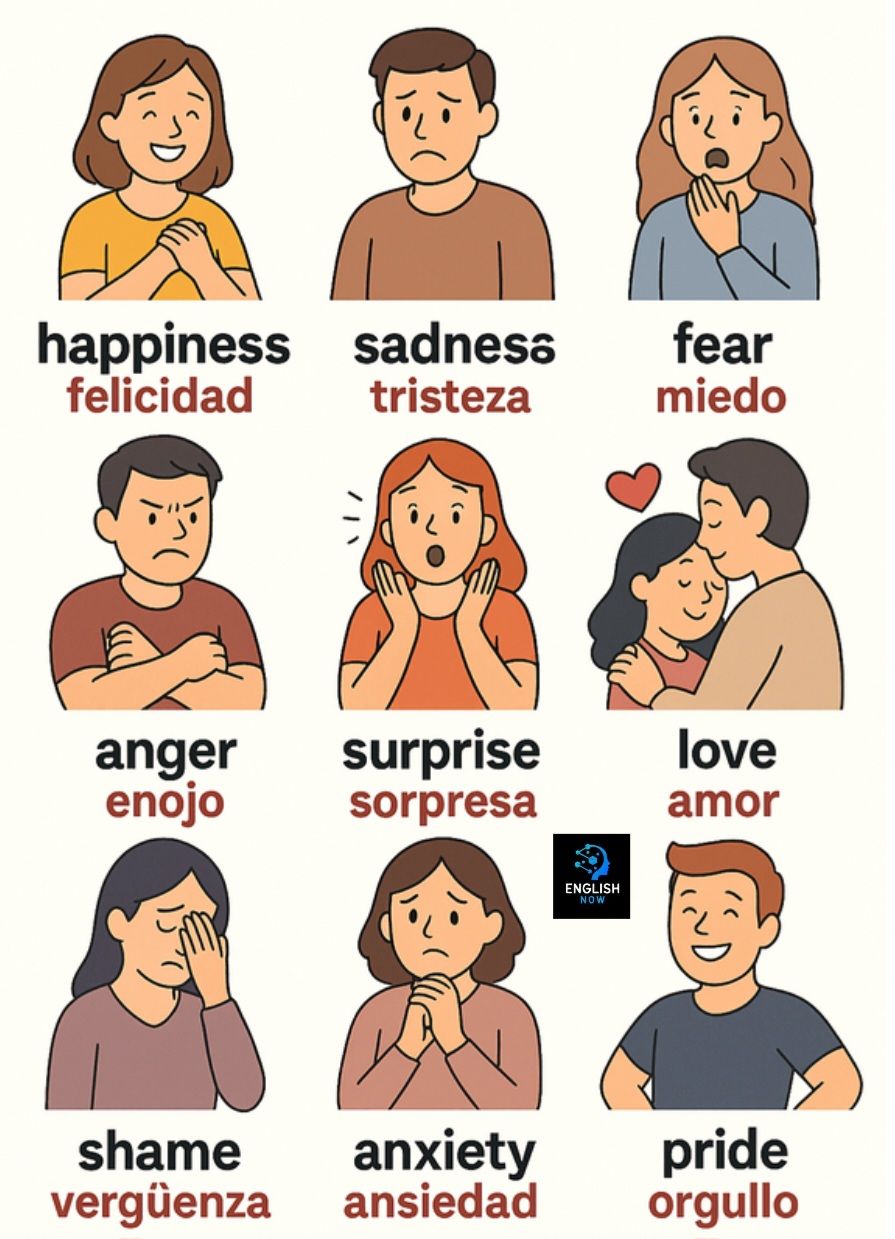 happiness sadness fear
felicidad tristeza miedo
anger surprise love
enojo sorpresa amor
ENGLISH
NOW
shame anxiety pride
vergüenza ansiedad orgullo